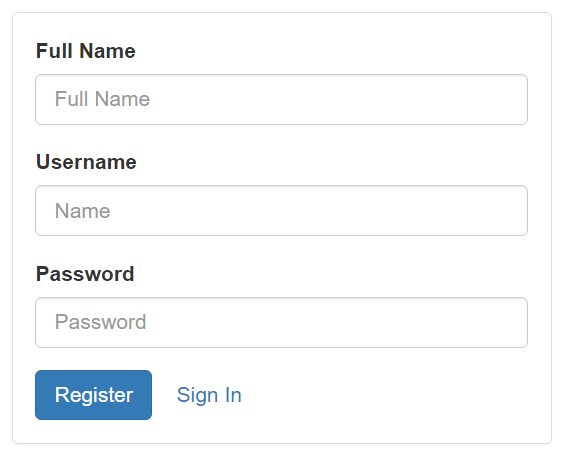 Full Name
Full Name
Username
Name
Password
Password
Register Sign In